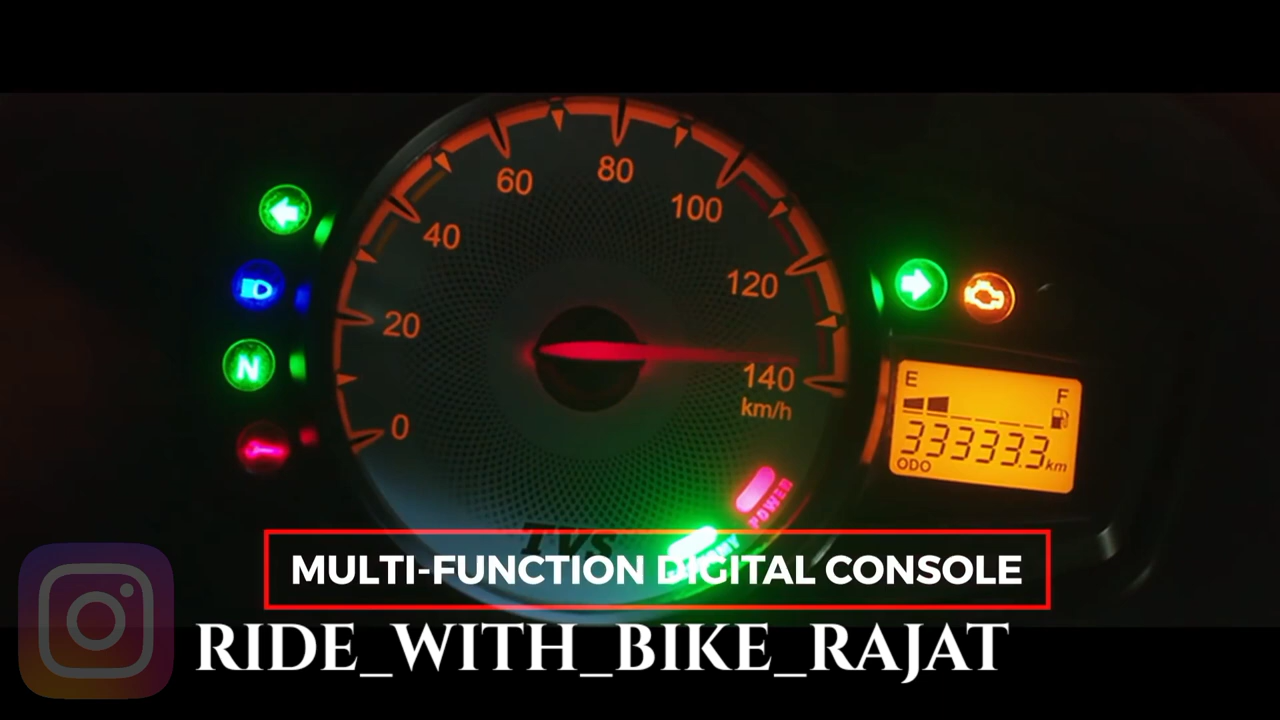 80
60
100
40
120
N
20
140
km/h
0
E
F
333333.3 km
ODO
POWER
TVS
MULTI-FUNCTION DIGITAL CONSOLE
RIDE_WITH_BIKE_RAJAT